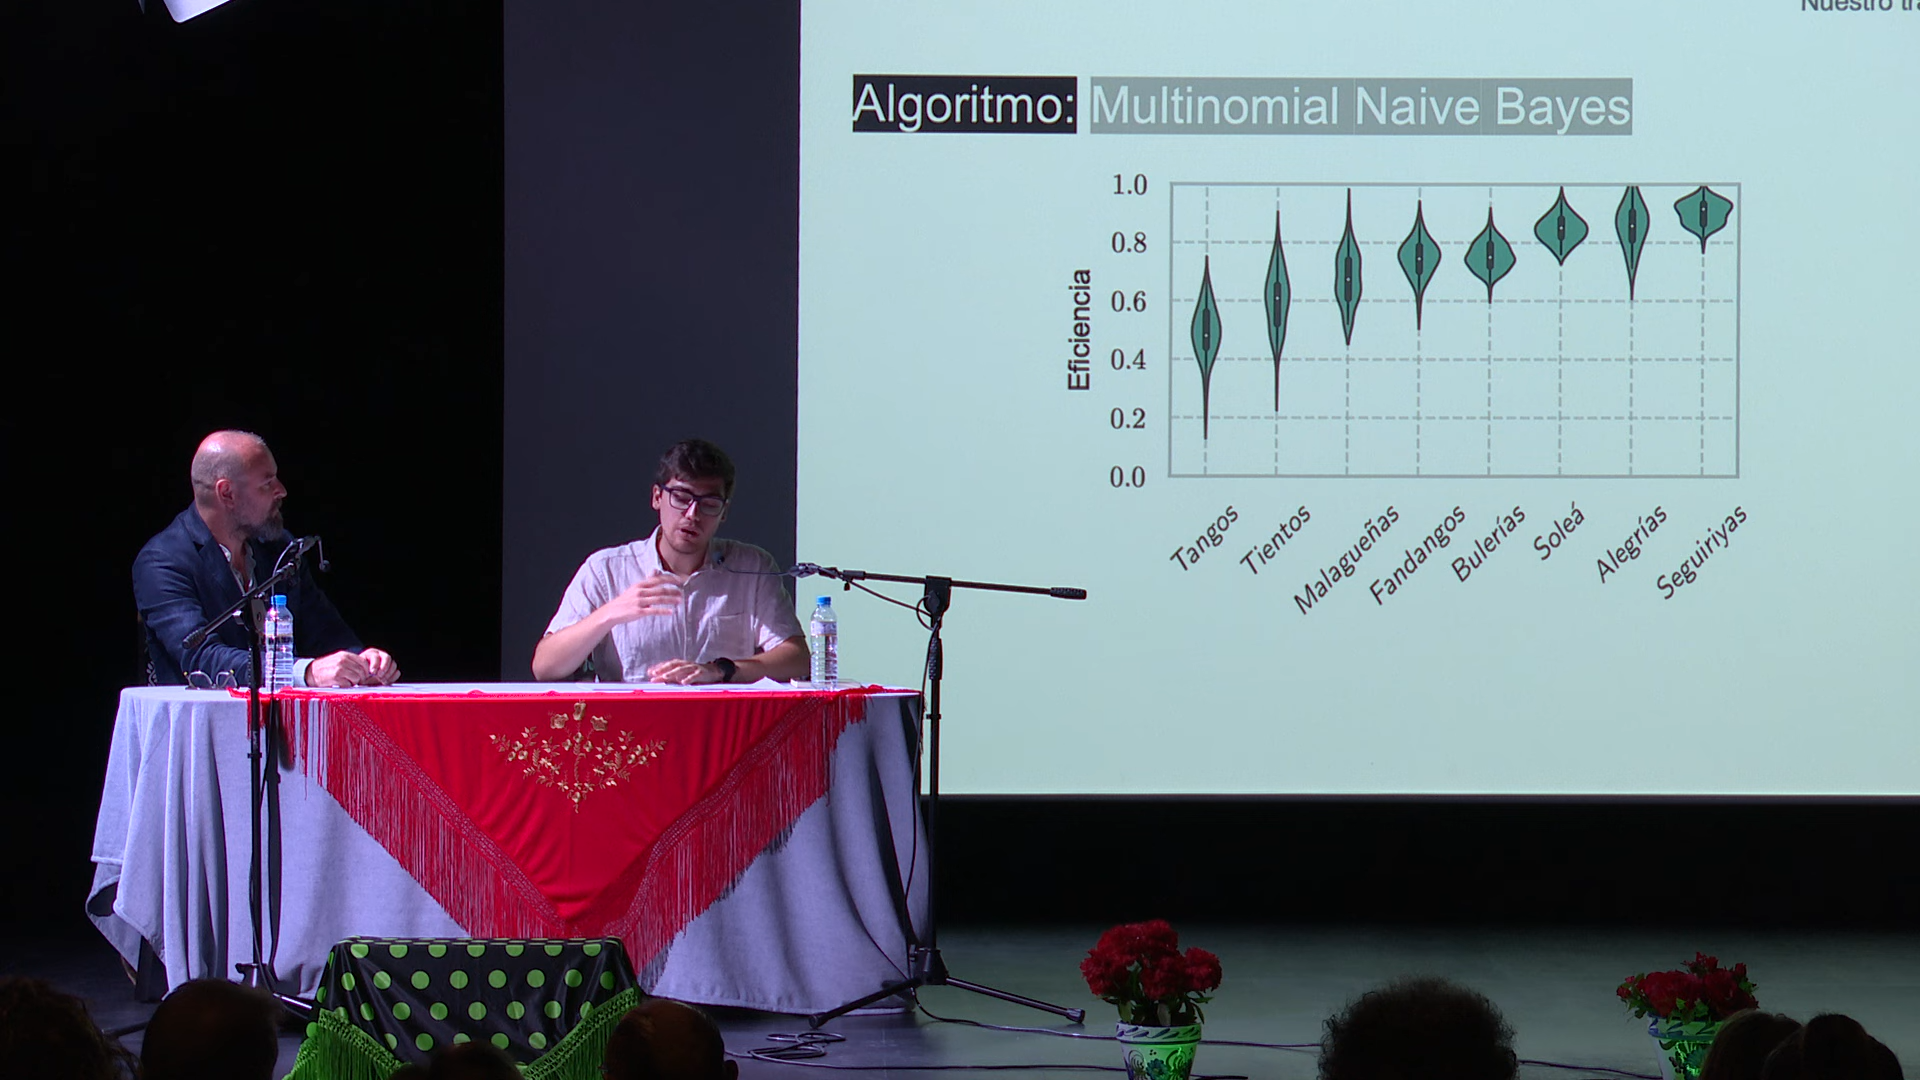 Nuestro
Algoritmo: Multinomial Naive Bayes
1.0
0.8
0.6
0.4
0.2
0.0
Eficiencia
Tangos
Tientos
Malagueñas
Fandangos
Bulerías
Soleá
Alegrías
Seguiriyas